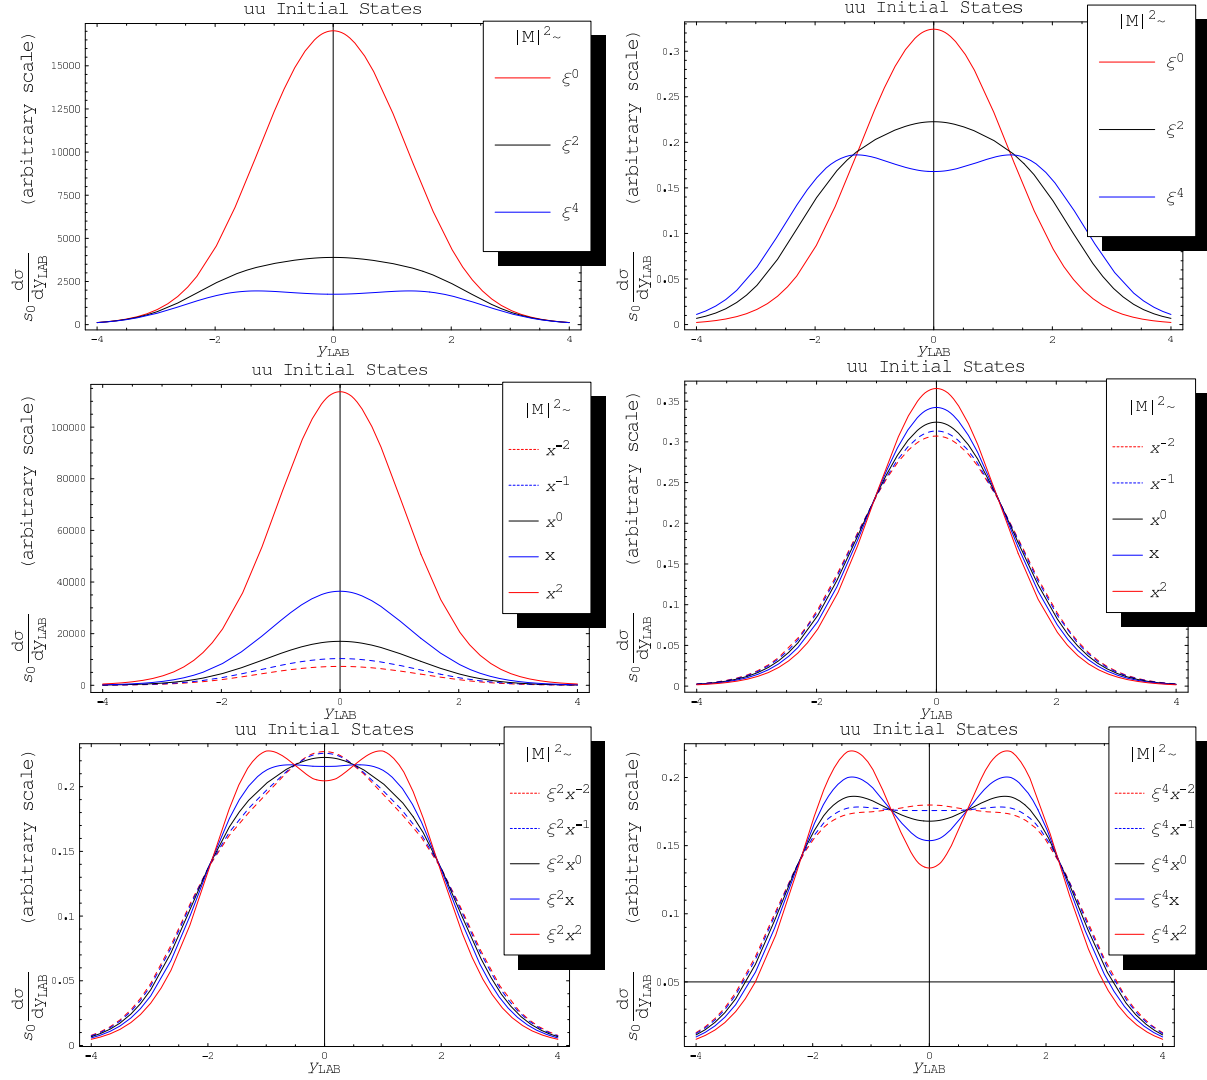 uu Initial States
s₀ dσ/dy_LAB (arbitrary scale)
15000
12500
10000
7500
5000
2500
0
-4 -2 0 2 4
y_LAB
|M|²~
ξ⁰
ξ²
ξ⁴
uu Initial States
s₀ dσ/dy_LAB (arbitrary scale)
0.3
0.25
0.2
0.15
0.1
0.05
0
-4 -2 0 2 4
y_LAB
|M|²~
ξ⁰
ξ²
ξ⁴
uu Initial States
s₀ dσ/dy_LAB (arbitrary scale)
100000
80000
60000
40000
20000
0
-4 -2 0 2 4
y_LAB
|M|²~
x⁻²
x⁻¹
x⁰
x
x²
uu Initial States
s₀ dσ/dy_LAB (arbitrary scale)
0.35
0.3
0.25
0.2
0.15
0.1
0.05
0
-4 -2 0 2 4
y_LAB
|M|²~
x⁻²
x⁻¹
x⁰
x
x²
uu Initial States
s₀ dσ/dy_LAB (arbitrary scale)
0.2
0.15
0.1
0.05
0
-4 -2 0 2 4
y_LAB
|M|²~
ξ²x⁻²
ξ²x⁻¹
ξ²x⁰
ξ²x
ξ²x²
uu Initial States
s₀ dσ/dy_LAB (arbitrary scale)
0.2
0.15
0.1
0.05
-4 -2 0 2 4
y_LAB
|M|²~
ξ⁴x⁻²
ξ⁴x⁻¹
ξ⁴x⁰
ξ⁴x
ξ⁴x²